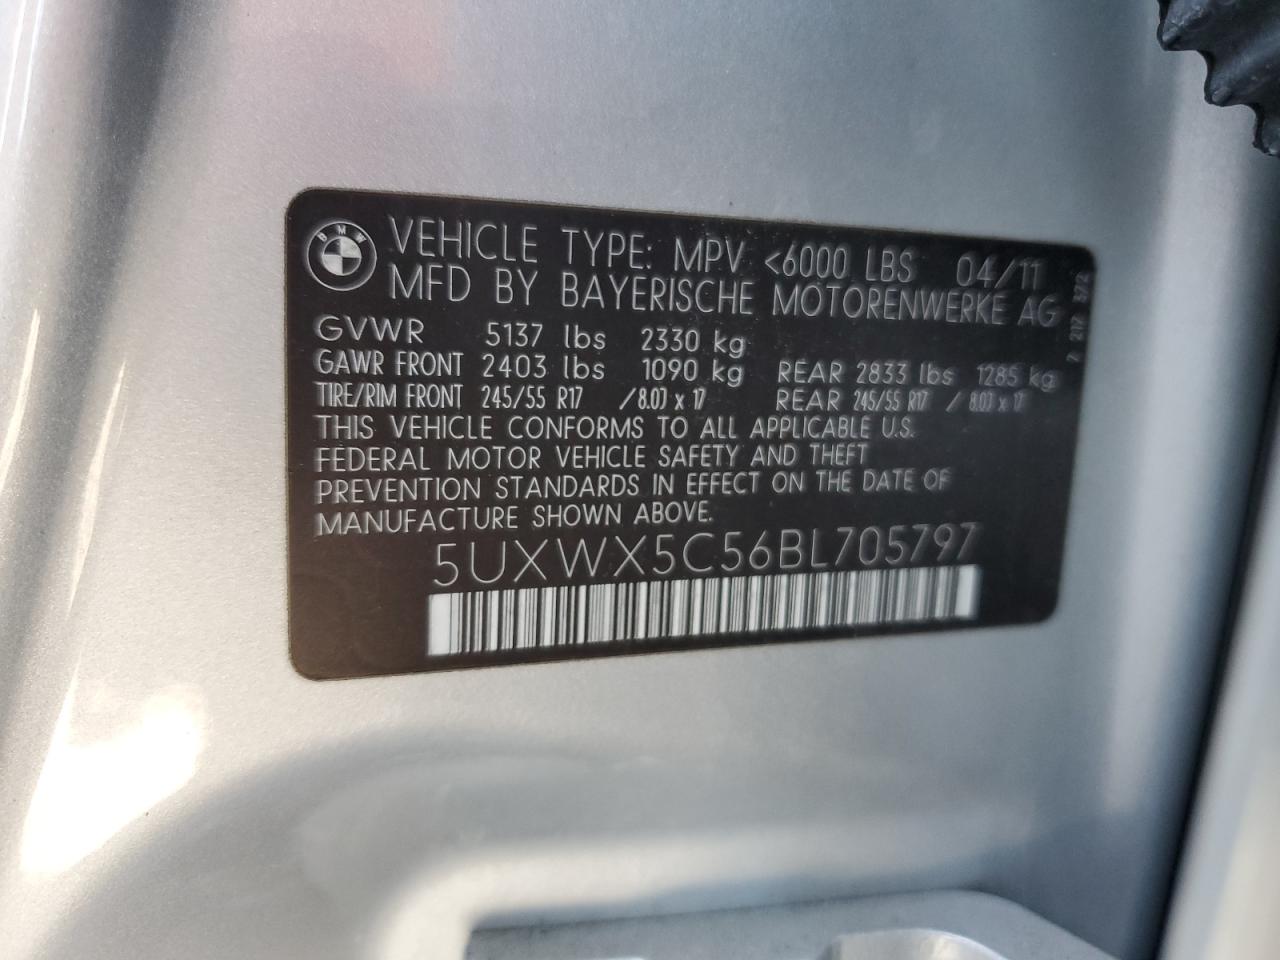 BMW
VEHICLE TYPE: MPV <6000 LBS 04/11
MFD BY BAYERISCHE MOTORENWERKE AG
GVWR 5137 lbs 2330 kg
GAWR FRONT 2403 lbs 1090 kg REAR 2833 lbs 1285 kg
TIRE/RIM FRONT 245/55 R17 /8.0J x 17 REAR 245/55 R17 / 8.0J x 17
THIS VEHICLE CONFORMS TO ALL APPLICABLE U.S.
FEDERAL MOTOR VEHICLE SAFETY AND THEFT
PREVENTION STANDARDS IN EFFECT ON THE DATE OF
MANUFACTURE SHOWN ABOVE.
5UXWX5C56BL705797